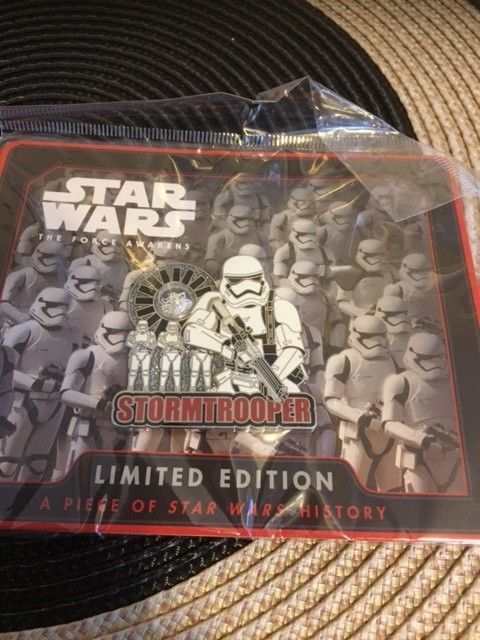 STAR
WARS
THE FORCE AWAKENS
STORMTROOPER
LIMITED EDITION
A PIECE OF STAR WARS HISTORY